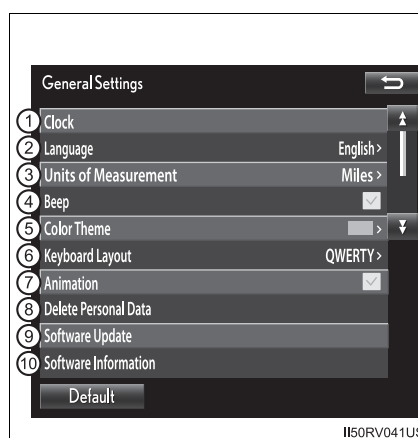 General Settings
1 Clock
2 Language English >
3 Units of Measurement Miles >
4 Beep
5 Color Theme >
6 Keyboard Layout QWERTY >
7 Animation
8 Delete Personal Data
9 Software Update
10 Software Information
Default
II50RV041US